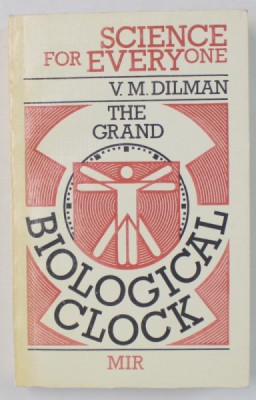 SCIENCE
FOR EVERYONE
V. M. DILMAN
THE
GRAND
BIOLOGICAL
CLOCK
MIR